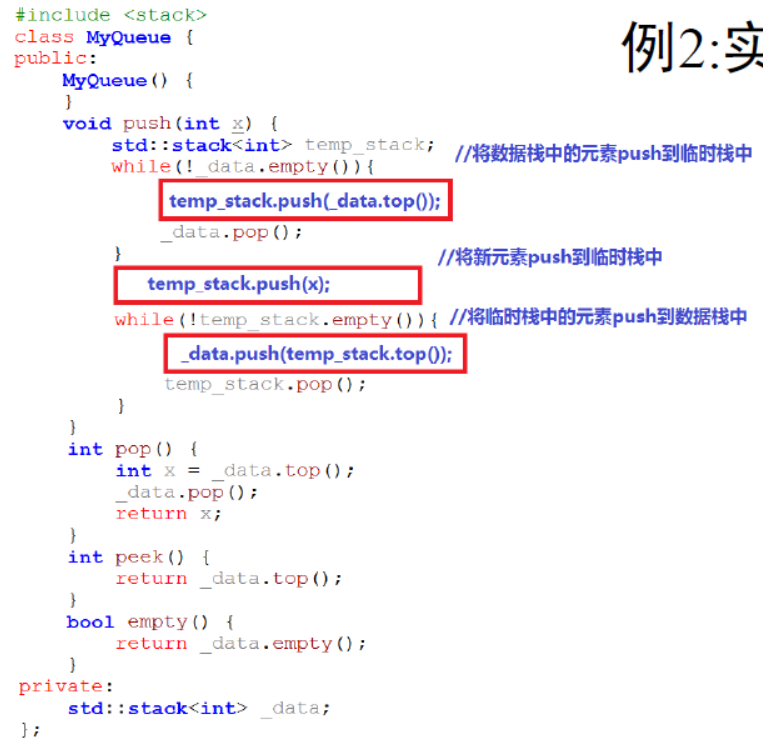 #include <stack>
例2:实
class MyQueue {
public:
    MyQueue() {
    }
    void push(int x) {
        std::stack<int> temp_stack;
        while(!_data.empty()){ //将数据栈中的元素push到临时栈中
            temp_stack.push(_data.top());
            _data.pop();
        }
        temp_stack.push(x); //将新元素push到临时栈中
        while(!temp_stack.empty()){ //将临时栈中的元素push到数据栈中
            _data.push(temp_stack.top());
            temp_stack.pop();
        }
    }
    int pop() {
        int x = _data.top();
        _data.pop();
        return x;
    }
    int peek() {
        return _data.top();
    }
    bool empty() {
        return _data.empty();
    }
private:
    std::stack<int> _data;
};